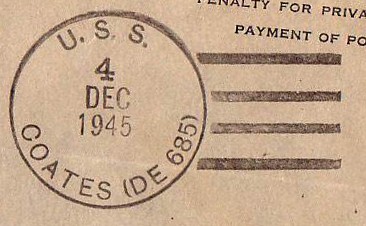 PENALTY FOR PRIVA
PAYMENT OF PO
U. S. S.
4
DEC
1945
COATES (DE 685)